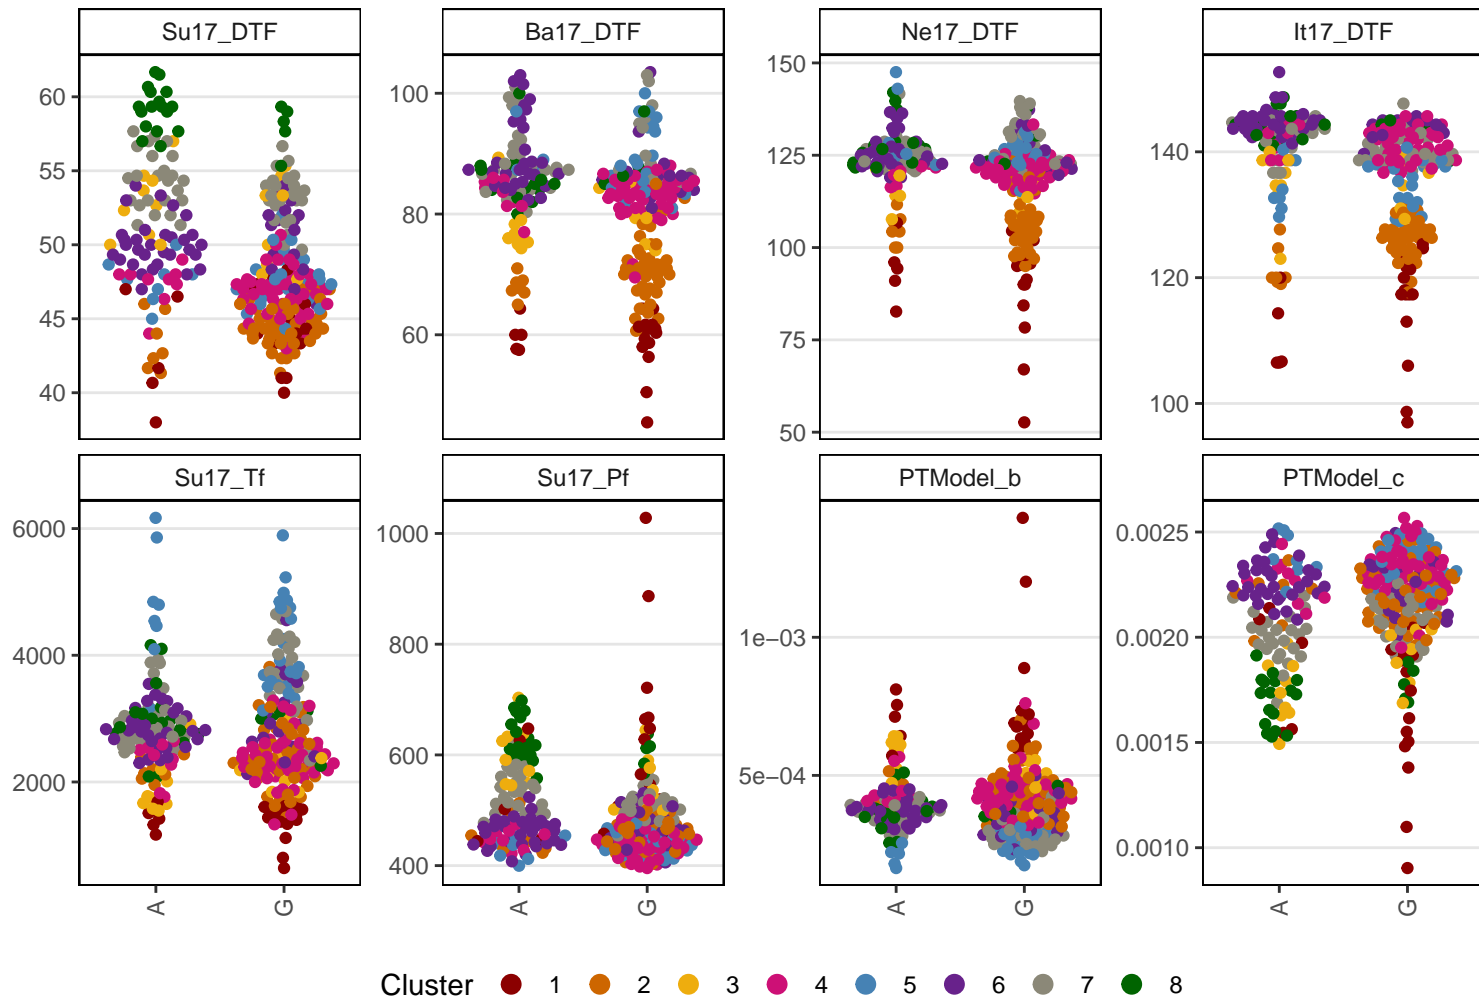 Su17_DTF Ba17_DTF Ne17_DTF It17_DTF
60 55 50 45 40
100 80 60
150 125 100 75 50
140 120 100
Su17_Tf Su17_Pf PTModel_b PTModel_c
6000 4000 2000
1000 800 600 400
1e−03 5e−04
0.0025 0.0020 0.0015 0.0010
A G A G A G A G
Cluster 1 2 3 4 5 6 7 8